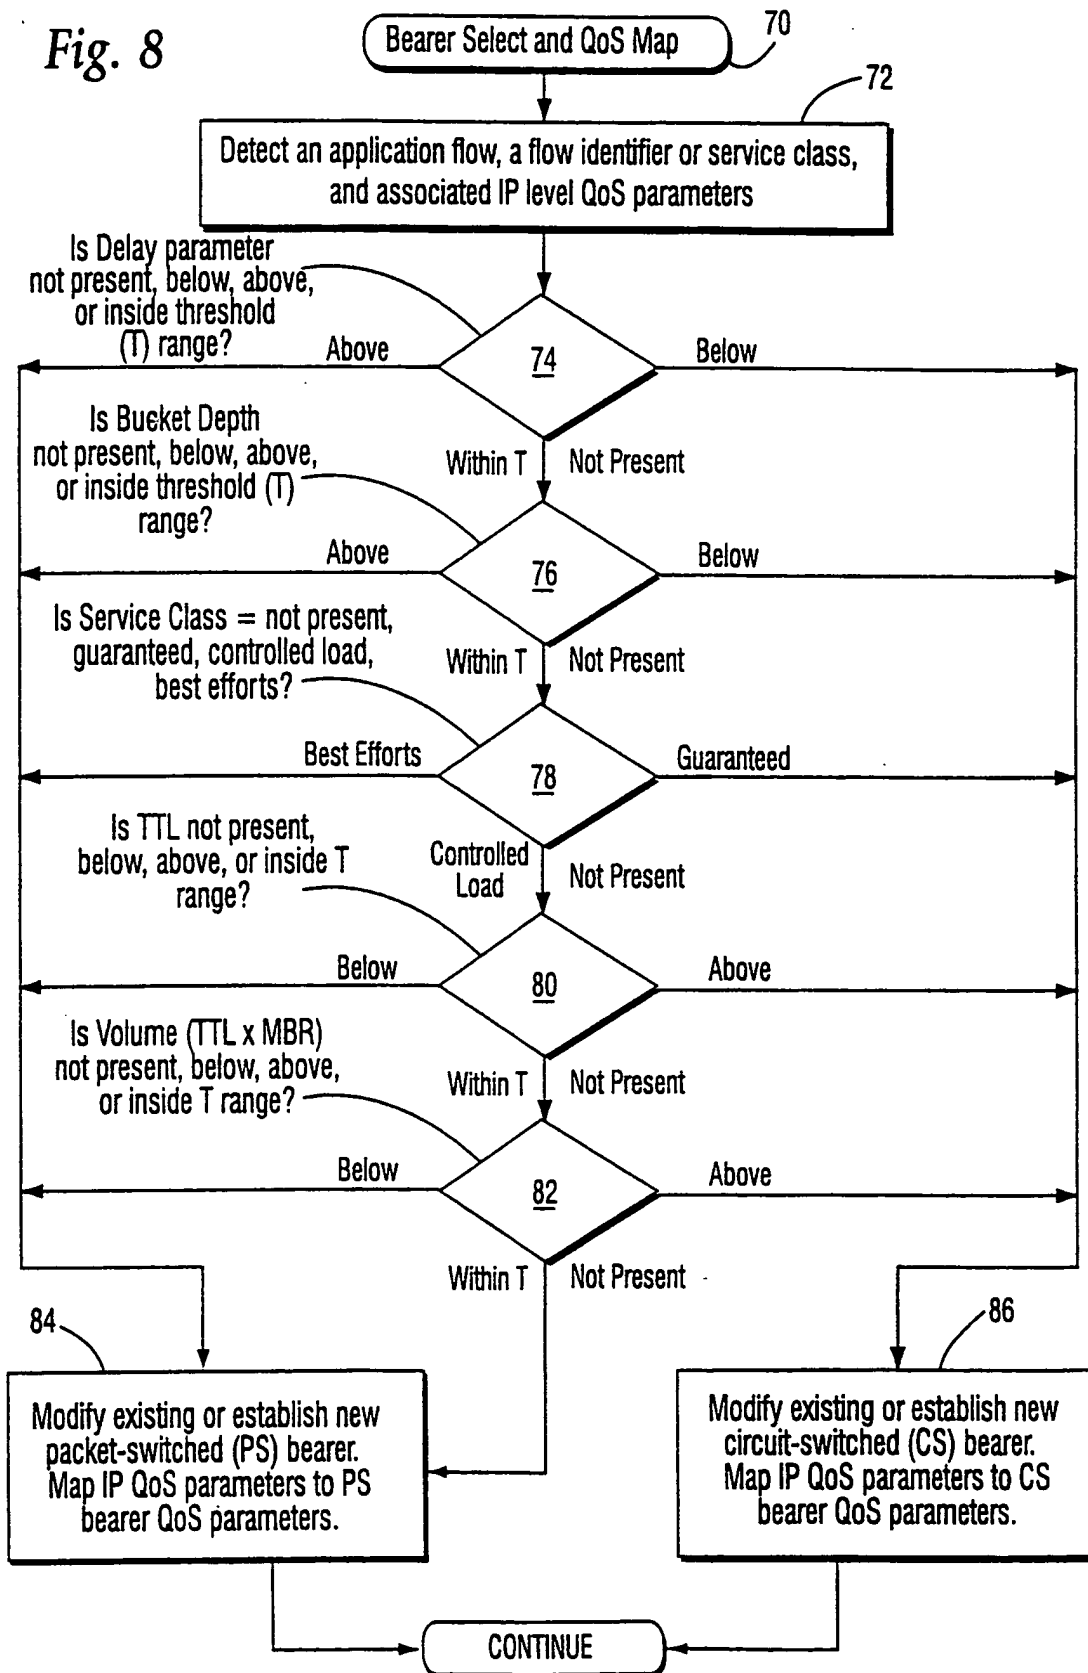 Fig. 8
Bearer Select and QoS Map
70
72
Detect an application flow, a flow identifier or service class,
and associated IP level QoS parameters
Is Delay parameter
not present, below, above,
or inside threshold
(T) range?
Above
74
Below
Within T
Not Present
Is Bucket Depth
not present, below, above,
or inside threshold (T)
range?
Above
76
Below
Within T
Not Present
Is Service Class = not present,
guaranteed, controlled load,
best efforts?
Best Efforts
78
Guaranteed
Controlled
Load
Not Present
Is TTL not present,
below, above, or inside T
range?
Below
80
Above
Within T
Not Present
Is Volume (TTL x MBR)
not present, below, above,
or inside T range?
Below
82
Above
Within T
Not Present
84
Modify existing or establish new
packet-switched (PS) bearer.
Map IP QoS parameters to PS
bearer QoS parameters.
86
Modify existing or establish new
circuit-switched (CS) bearer.
Map IP QoS parameters to CS
bearer QoS parameters.
CONTINUE